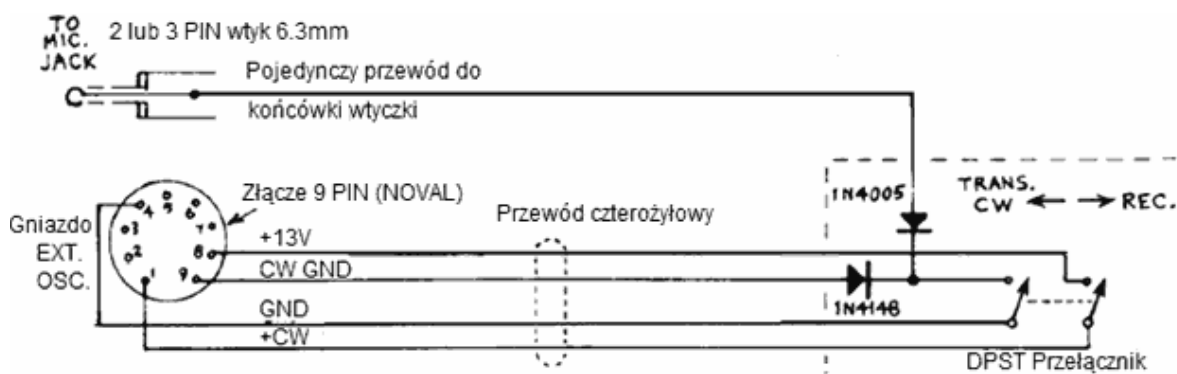 TO
MIC.
JACK
2 lub 3 PIN wtyk 6.3mm
Pojedynczy przewód do
końcówki wtyczki
Złącze 9 PIN (NOVAL)
Gniazdo
EXT.
OSC.
1
2
3
4
5
6
7
8
9
+13V
CW GND
GND
+CW
Przewód czterożyłowy
1N4005
1N4148
TRANS.
CW
REC.
DPST Przełącznik